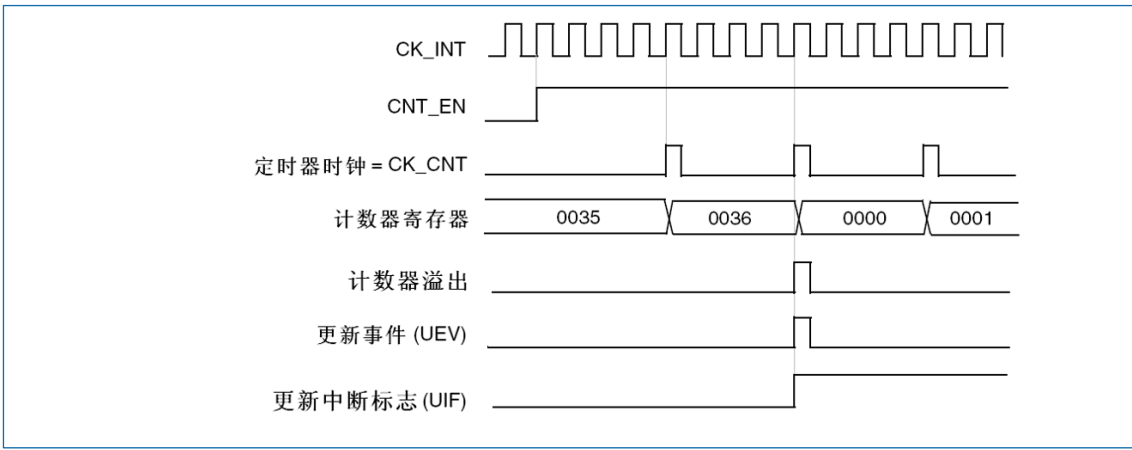 CK_INT
CNT_EN
定时器时钟 = CK_CNT
计数器寄存器 0035 0036 0000 0001
计数器溢出
更新事件 (UEV)
更新中断标志 (UIF)